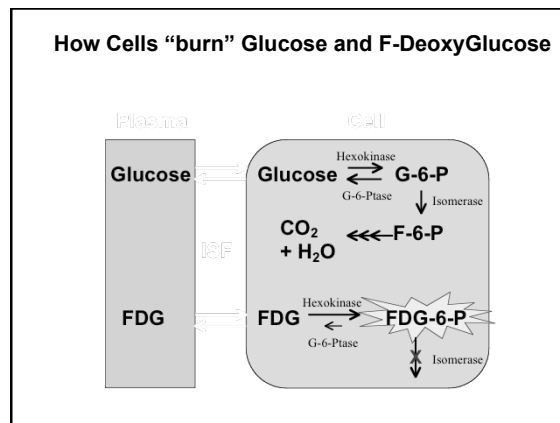 How Cells “burn” Glucose and F-DeoxyGlucose
Plasma
Cell
Glucose
Glucose
Hexokinase
G-6-Ptase
G-6-P
Isomerase
CO₂
+ H₂O
F-6-P
ISF
FDG
FDG
Hexokinase
G-6-Ptase
FDG-6-P
Isomerase